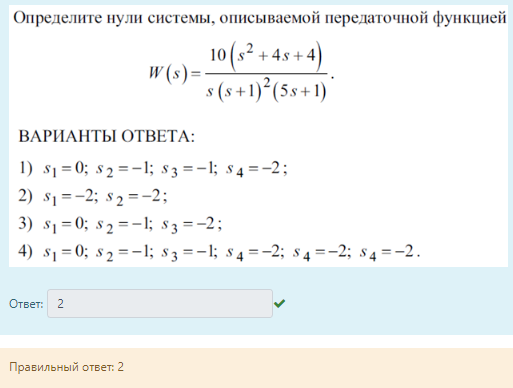 Определите нули системы, описываемой передаточной функцией
W(s)=10(s²+4s+4)/s(s+1)²(5s+1).
ВАРИАНТЫ ОТВЕТА:
1) s₁=0; s₂=−1; s₃=−1; s₄=−2;
2) s₁=−2; s₂=−2;
3) s₁=0; s₂=−1; s₃=−2;
4) s₁=0; s₂=−1; s₃=−1; s₄=−2; s₄=−2; s₄=−2.
Ответ: 2
Правильный ответ: 2